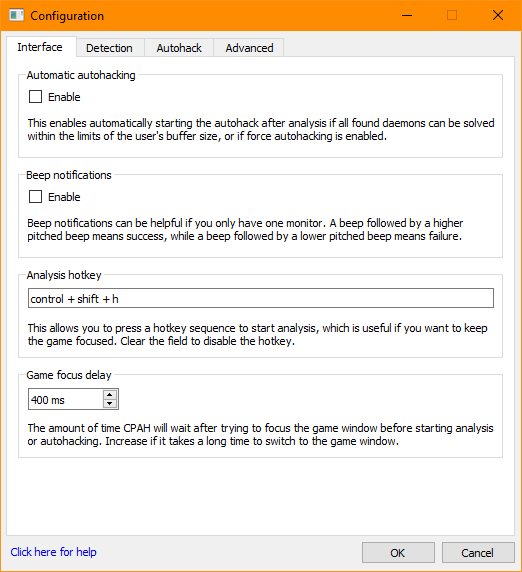 Configuration
Interface
Detection
Autohack
Advanced
Automatic autohacking
Enable
This enables automatically starting the autohack after analysis if all found daemons can be solved
within the limits of the user's buffer size, or if force autohacking is enabled.
Beep notifications
Enable
Beep notifications can be helpful if you only have one monitor. A beep followed by a higher
pitched beep means success, while a beep followed by a lower pitched beep means failure.
Analysis hotkey
control + shift + h
This allows you to press a hotkey sequence to start analysis, which is useful if you want to keep
the game focused. Clear the field to disable the hotkey.
Game focus delay
400 ms
The amount of time CPAH will wait after trying to focus the game window before starting analysis
or autohacking. Increase if it takes a long time to switch to the game window.
Click here for help
OK
Cancel